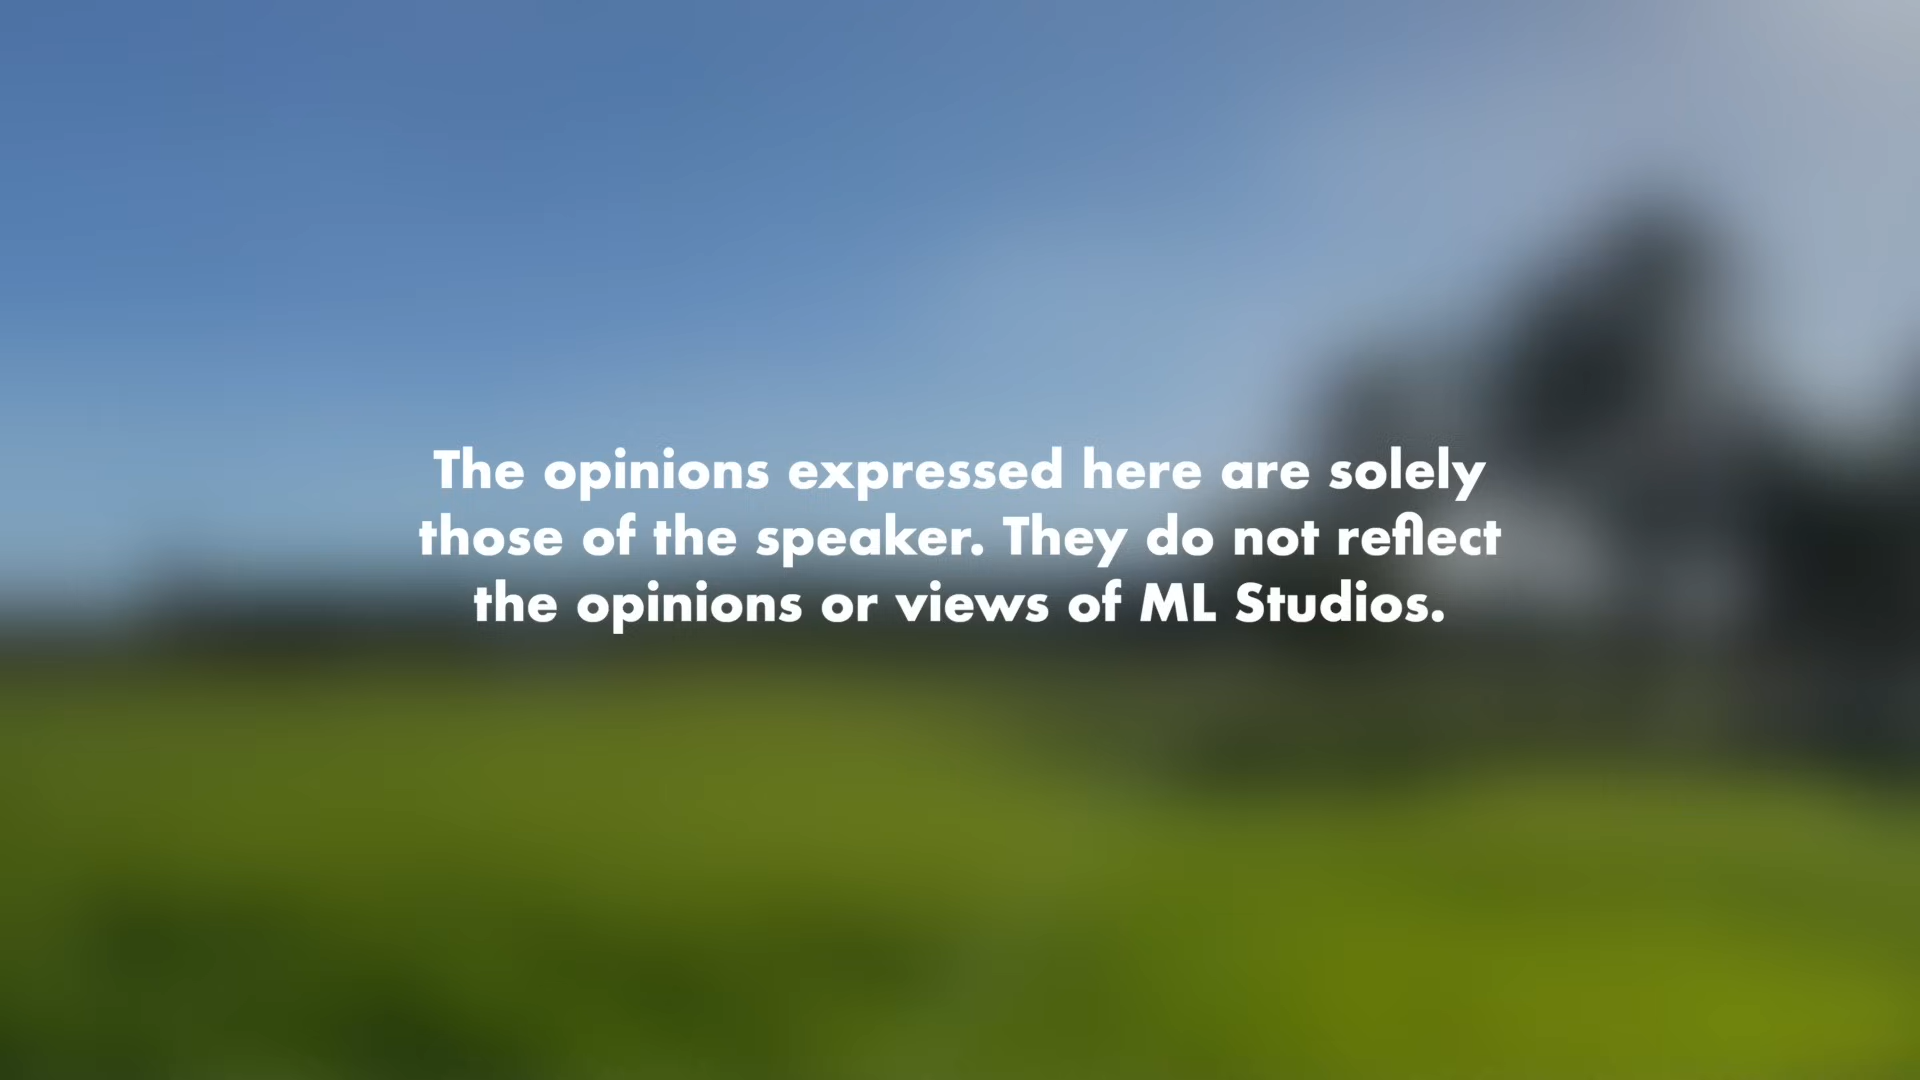 The opinions expressed here are solely
those of the speaker. They do not reflect
the opinions or views of ML Studios.